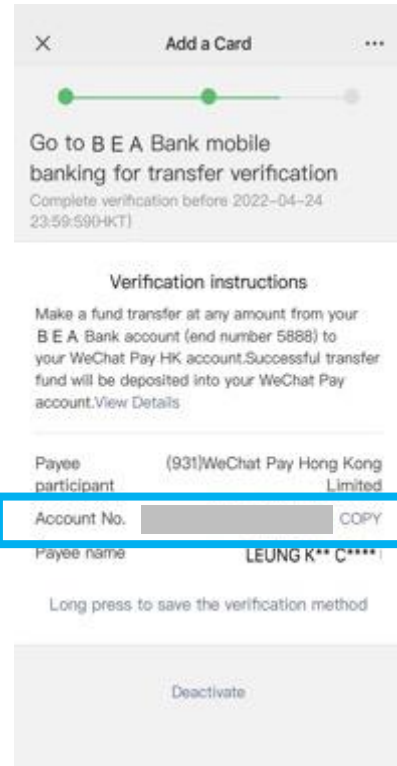 Add a Card
Go to B E A Bank mobile
banking for transfer verification
Complete verification before 2022-04-24
23:59:59(HKT)
Verification instructions
Make a fund transfer at any amount from your
B E A Bank account (end number 5888) to
your WeChat Pay HK account.Successful transfer
fund will be deposited into your WeChat Pay
account.View Details
Payee (931)WeChat Pay Hong Kong
participant Limited
Account No. COPY
Payee name LEUNG K** C****
Long press to save the verification method
Deactivate